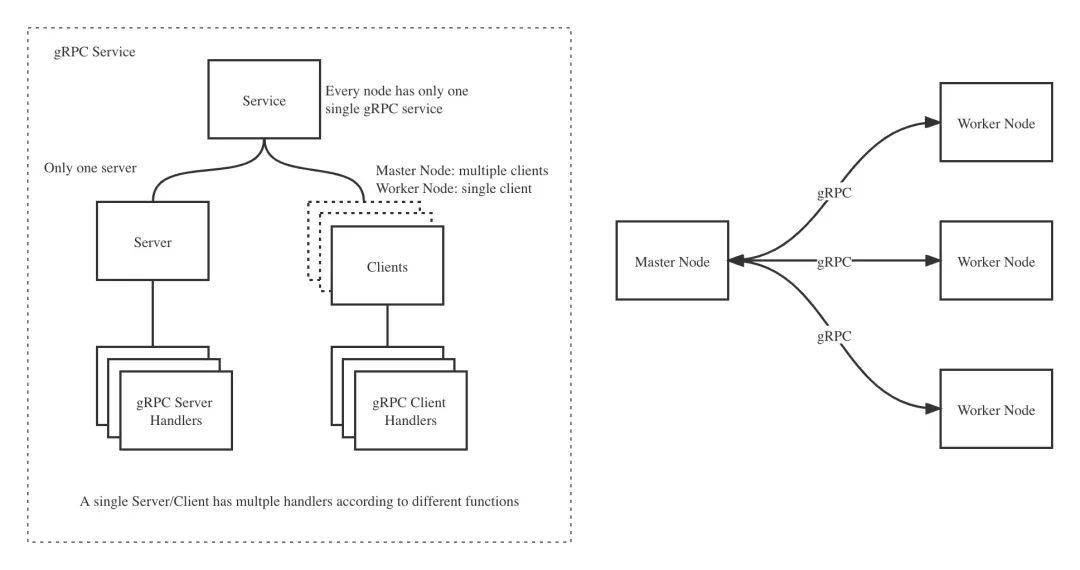 gRPC Service
Service
Every node has only one
single gRPC service
Only one server
Master Node: multiple clients
Worker Node: single client
Server
Clients
gRPC Server
Handlers
gRPC Client
Handlers
A single Server/Client has multple handlers according to different functions
Worker Node
gRPC
Master Node
gRPC
Worker Node
gRPC
Worker Node